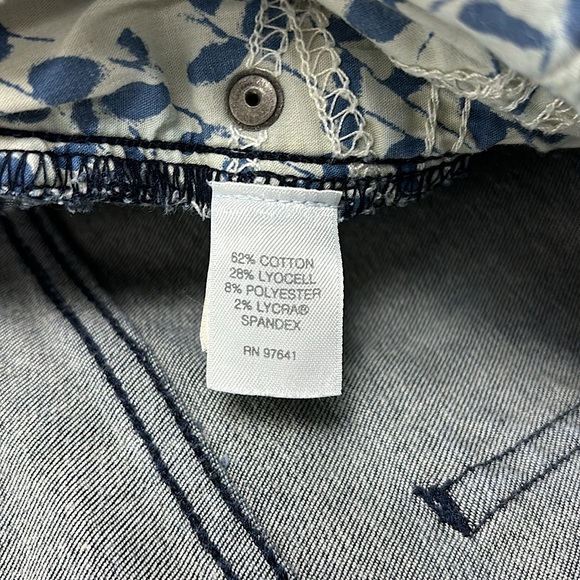 62% COTTON
28% LYOCELL
8% POLYESTER
2% LYCRA®
SPANDEX
RN 97641